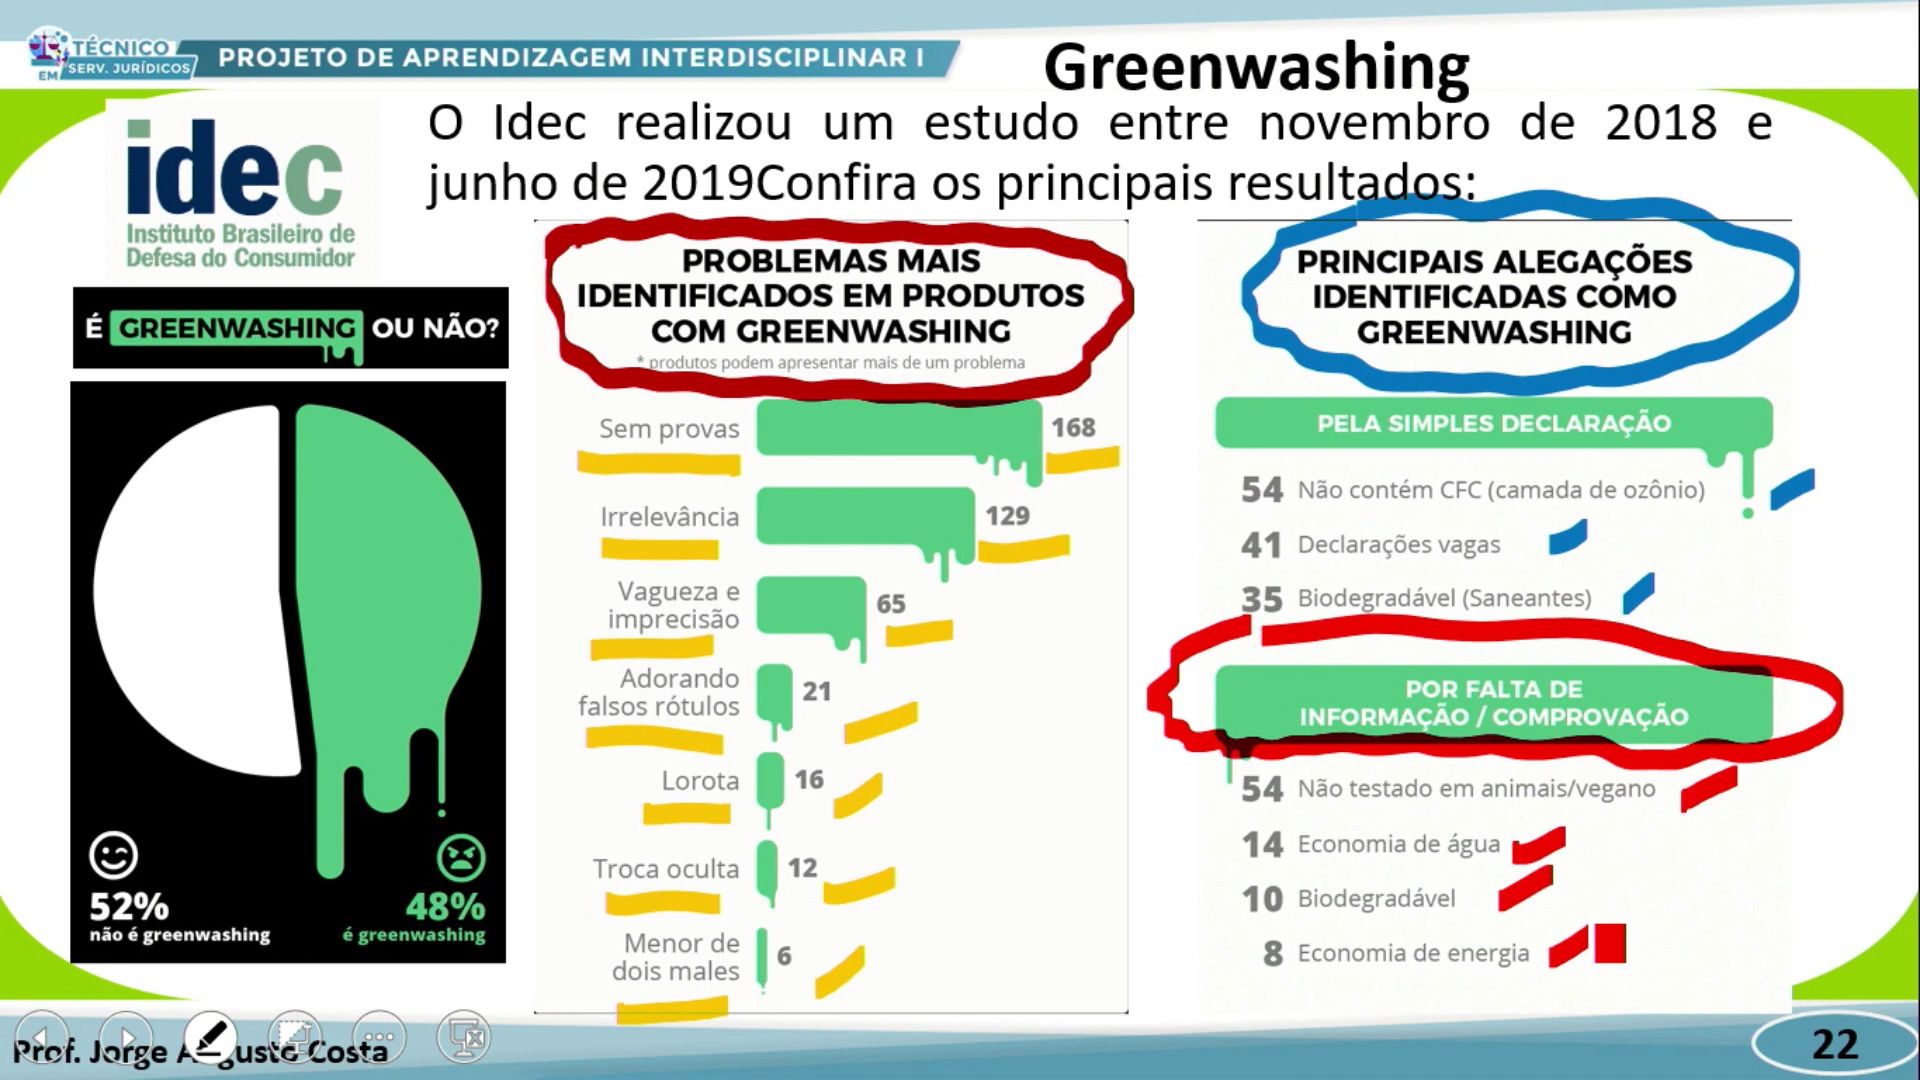 TÉCNICO
EM SERV. JURÍDICOS
PROJETO DE APRENDIZAGEM INTERDISCIPLINAR I
Greenwashing
O Idec realizou um estudo entre novembro de 2018 e
junho de 2019Confira os principais resultados:
idec
Instituto Brasileiro de
Defesa do Consumidor
É GREENWASHING OU NÃO?
52%
não é greenwashing
48%
é greenwashing
PROBLEMAS MAIS
IDENTIFICADOS EM PRODUTOS
COM GREENWASHING
* produtos podem apresentar mais de um problema
Sem provas 168
Irrelevância 129
Vagueza e
imprecisão 65
Adorando
falsos rótulos 21
Lorota 16
Troca oculta 12
Menor de
dois males 6
PRINCIPAIS ALEGAÇÕES
IDENTIFICADAS COMO
GREENWASHING
PELA SIMPLES DECLARAÇÃO
54 Não contém CFC (camada de ozônio)
41 Declarações vagas
35 Biodegradável (Saneantes)
POR FALTA DE
INFORMAÇÃO / COMPROVAÇÃO
54 Não testado em animais/vegano
14 Economia de água
10 Biodegradável
8 Economia de energia
Prof. Jorge Augusto Costa
22